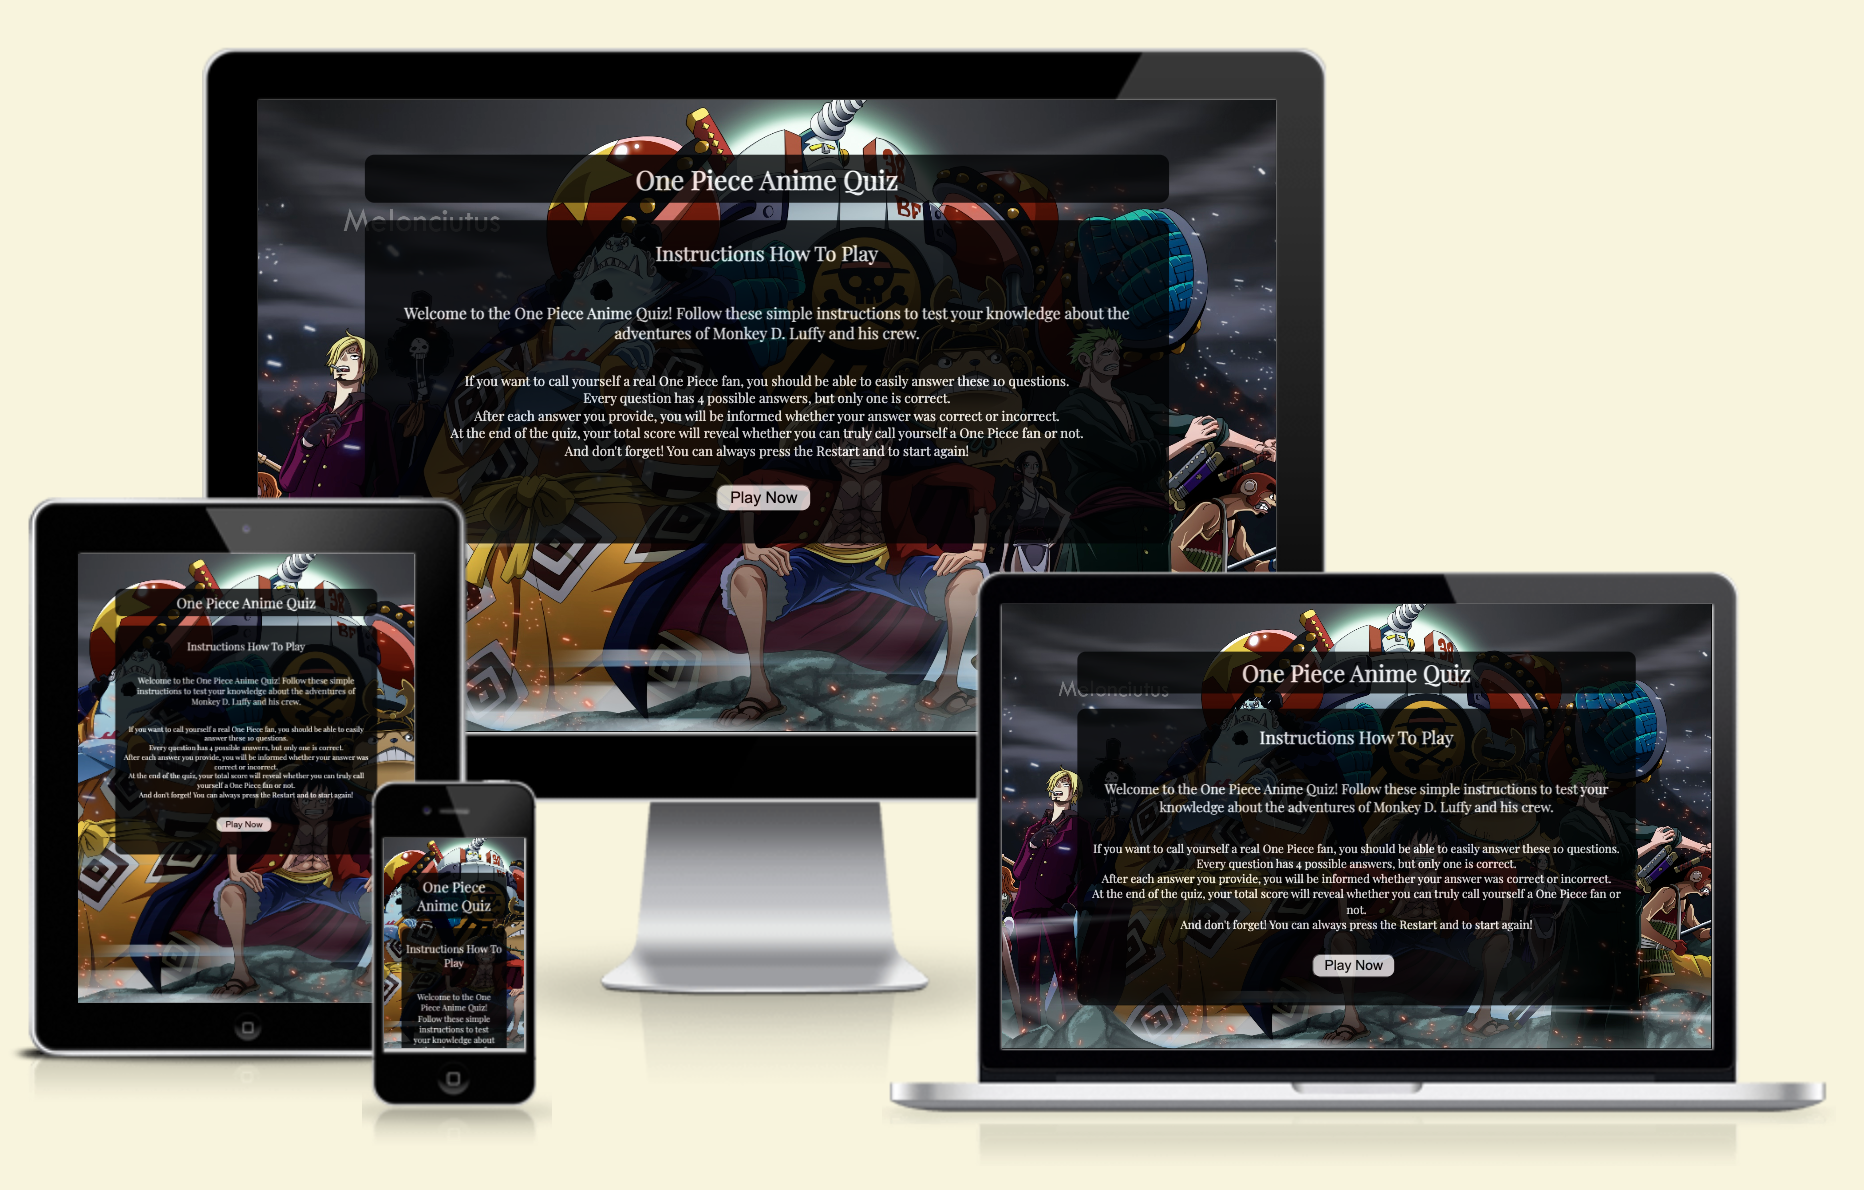 One Piece Anime Quiz
Melonciutus
Instructions How To Play
Welcome to the One Piece Anime Quiz! Follow these simple instructions to test your knowledge about the
adventures of Monkey D. Luffy and his crew.
If you want to call yourself a real One Piece fan, you should be able to easily answer these 10 questions.
Every question has 4 possible answers, but only one is correct.
After each answer you provide, you will be informed whether your answer was correct or incorrect.
At the end of the quiz, your total score will reveal whether you can truly call yourself a One Piece fan or not.
And don't forget! You can always press the Restart and to start again!
Play Now
38
BF
One Piece Anime Quiz
38
BF
Instructions How To Play
Welcome to the One Piece Anime Quiz! Follow these simple
instructions to test your knowledge about the adventures of
Monkey D. Luffy and his crew.
If you want to call yourself a real One Piece fan, you should be able to easily
answer these 10 questions.
Every question has 4 possible answers, but only one is correct.
After each answer you provide, you will be informed whether your answer was
correct or incorrect.
At the end of the quiz, your total score will reveal whether you can truly call
yourself a One Piece fan or not.
And don't forget! You can always press the Restart and to start again!
Play Now
One Piece
Anime Quiz
Instructions How To
Play
Welcome to the One
Piece Anime Quiz!
Follow these simple
instructions to test
your knowledge about
One Piece Anime Quiz
38
Melonciutus
Instructions How To Play
Welcome to the One Piece Anime Quiz! Follow these simple instructions to test your
knowledge about the adventures of Monkey D. Luffy and his crew.
If you want to call yourself a real One Piece fan, you should be able to easily answer these 10 questions.
Every question has 4 possible answers, but only one is correct.
After each answer you provide, you will be informed whether your answer was correct or incorrect.
At the end of the quiz, your total score will reveal whether you can truly call yourself a One Piece fan or
not.
And don't forget! You can always press the Restart and to start again!
Play Now